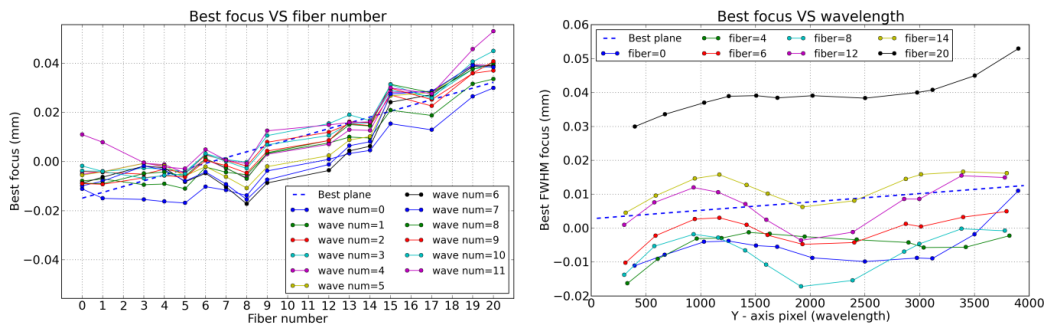 Best focus VS fiber number
Best focus (mm)
0.04
0.02
0.00
−0.02
−0.04
Best plane
wave num=0
wave num=1
wave num=2
wave num=3
wave num=4
wave num=5
wave num=6
wave num=7
wave num=8
wave num=9
wave num=10
wave num=11
0 1 3 4 5 6 7 8 9 10 11 12 13 14 15 17 18 19 20
Fiber number
Best focus VS wavelength
Best FWHM focus (mm)
0.06
0.05
0.04
0.03
0.02
0.01
0.00
−0.01
−0.02
Best plane
fiber=0
fiber=4
fiber=6
fiber=8
fiber=12
fiber=14
fiber=20
0 500 1000 1500 2000 2500 3000 3500 4000
Y - axis pixel (wavelength)